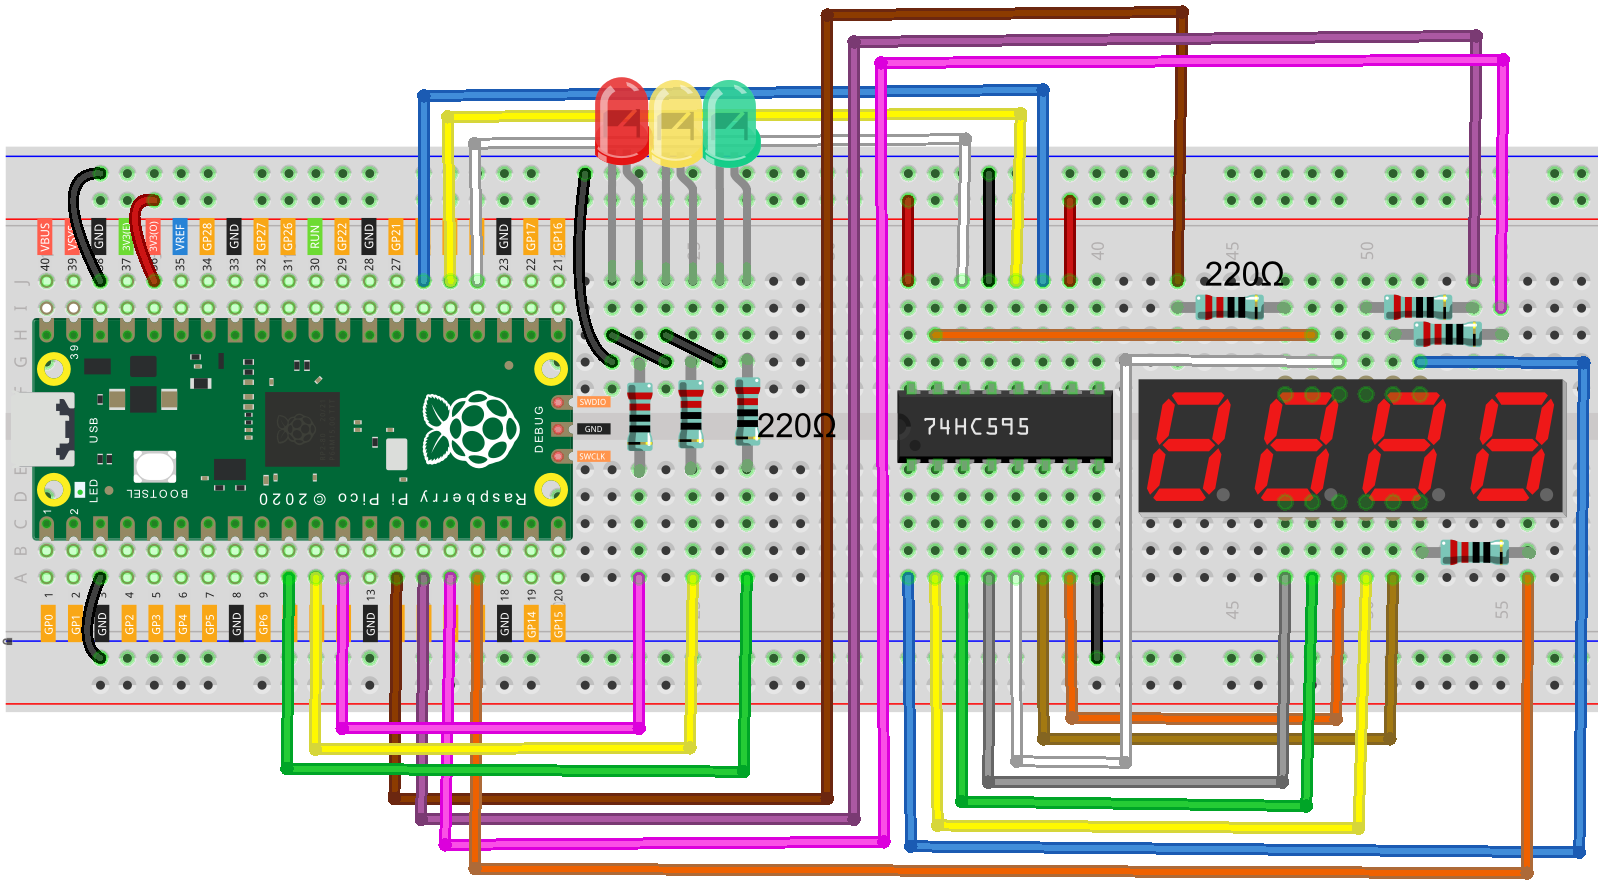 VBUS
VSYS
GND
3V3(E)
3V3(O)
VREF
GP28
GND
GP27
GP26
RUN
GP22
GND
GP21
GND
GP17
GP16
40 39 38 37 36 35 34 33 32 31 30 29 28 27 23 22 21
40 45 50
220Ω
J
I
H
G
F
39
USB
BOOTSEL
LED
DEBUG
SWDIO
GND
SWCLK
Raspberry Pi Pico © 2020
220Ω
74HC595
E
D
C
B
A
1
2
1 2 3 4 5 6 7 8 9 13 18 19 20
45 50 55
GP0
GP1
GND
GP2
GP3
GP4
GP5
GND
GP6
GND
GND
GP14
GP15